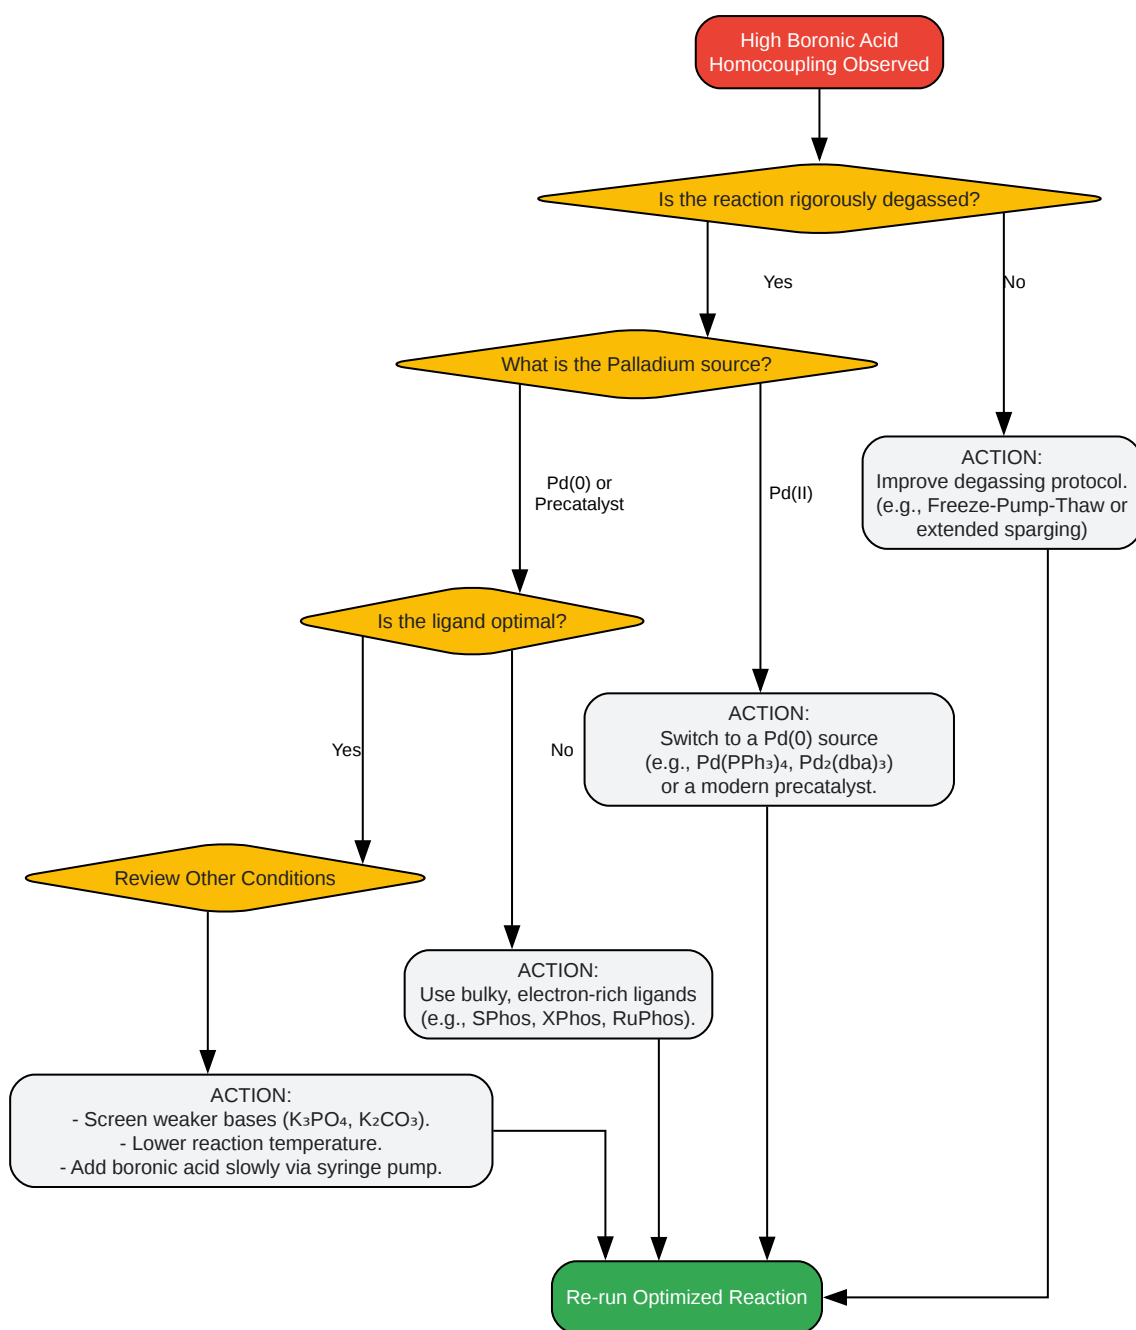 High Boronic Acid
Homocoupling Observed
Is the reaction rigorously degassed?
Yes
No
What is the Palladium source?
Pd(0) or
Precatalyst
Pd(II)
ACTION:
Improve degassing protocol.
(e.g., Freeze-Pump-Thaw or
extended sparging)
Is the ligand optimal?
Yes
No
ACTION:
Switch to a Pd(0) source
(e.g., Pd(PPh₃)₄, Pd₂(dba)₃)
or a modern precatalyst.
Review Other Conditions
ACTION:
Use bulky, electron-rich ligands
(e.g., SPhos, XPhos, RuPhos).
ACTION:
- Screen weaker bases (K₃PO₄, K₂CO₃).
- Lower reaction temperature.
- Add boronic acid slowly via syringe pump.
Re-run Optimized Reaction